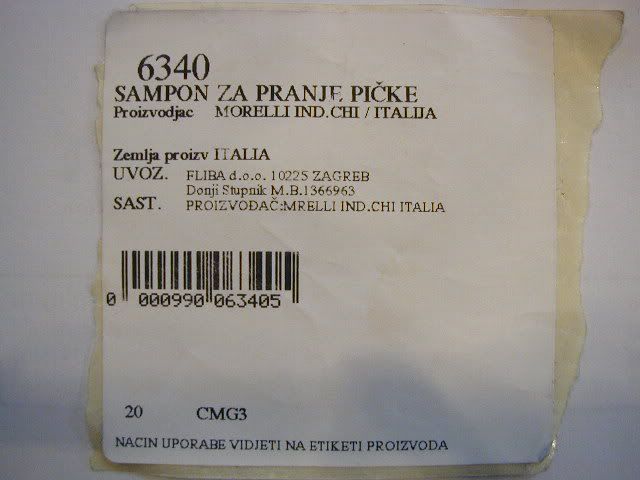 6340
SAMPON ZA PRANJE PIČKE
Proizvodjac MORELLI IND.CHI / ITALIJA
Zemlja proizv ITALIA
UVOZ. FLIBA d.o.o. 10225 ZAGREB
Donji Stupnik M.B.1366963
SAST. PROIZVOĐAČ:MRELLI IND.CHI ITALIA
0 000990 063405
20 CMG3
NACIN UPORABE VIDJETI NA ETIKETI PROIZVODA